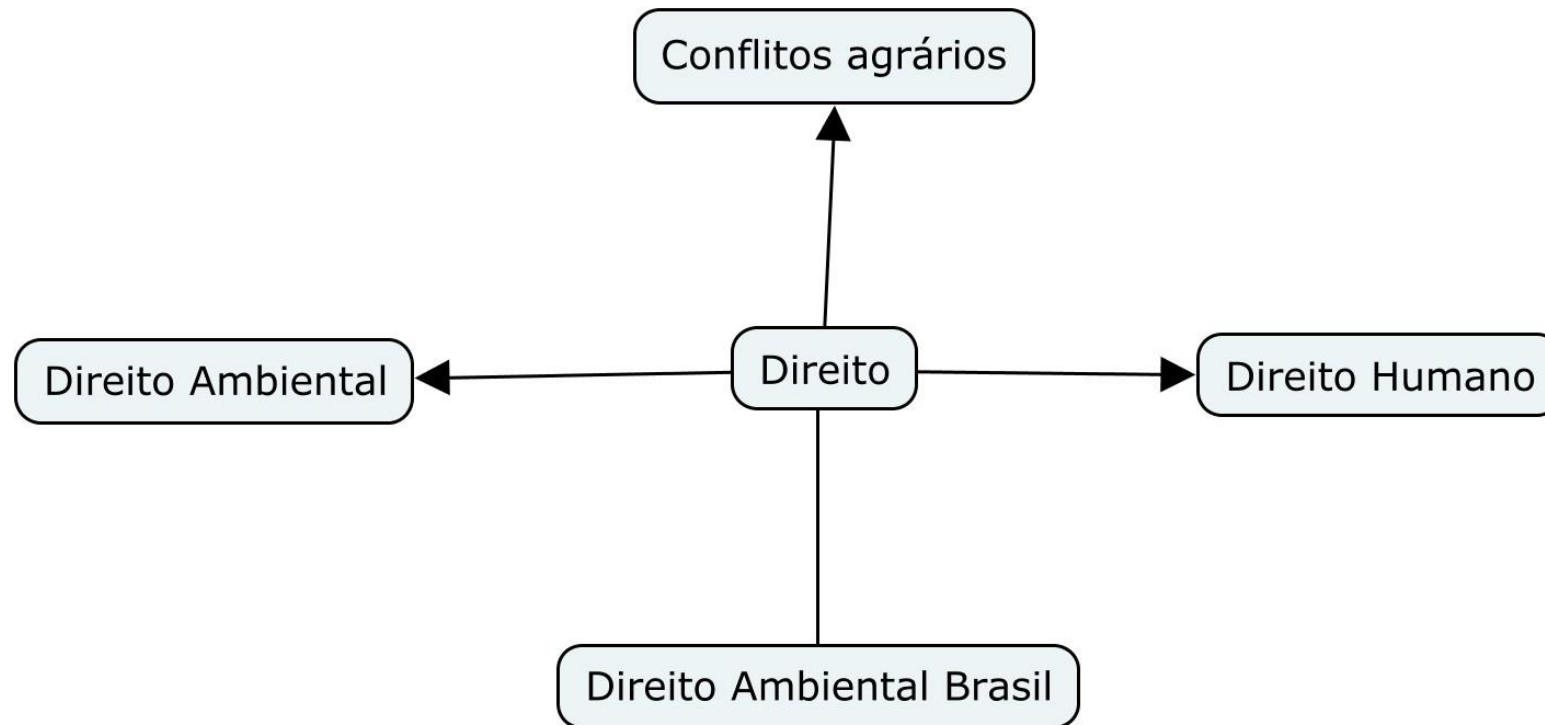 Conflitos agrários
Direito Ambiental
Direito
Direito Humano
Direito Ambiental Brasil